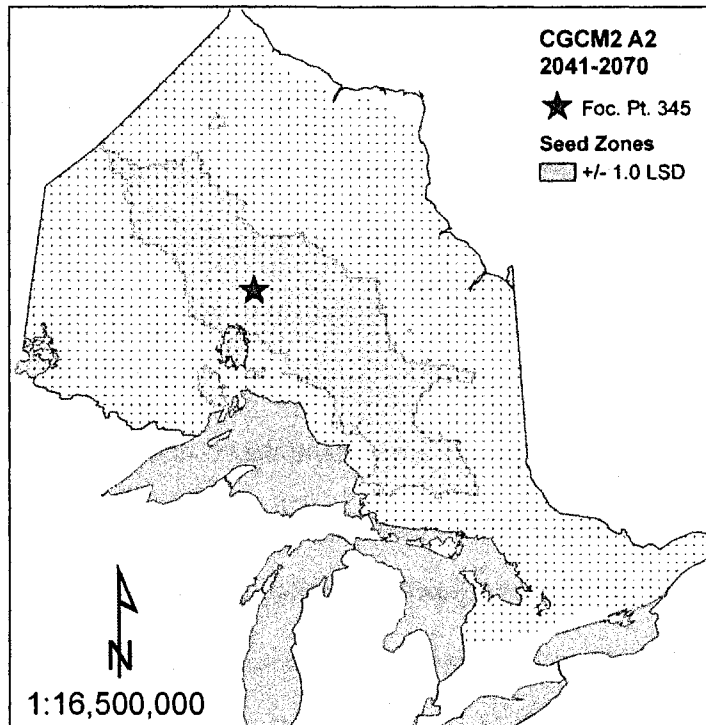 CGCM2 A2
2041-2070
Foc. Pt. 345
Seed Zones
+/- 1.0 LSD
N
1:16,500,000